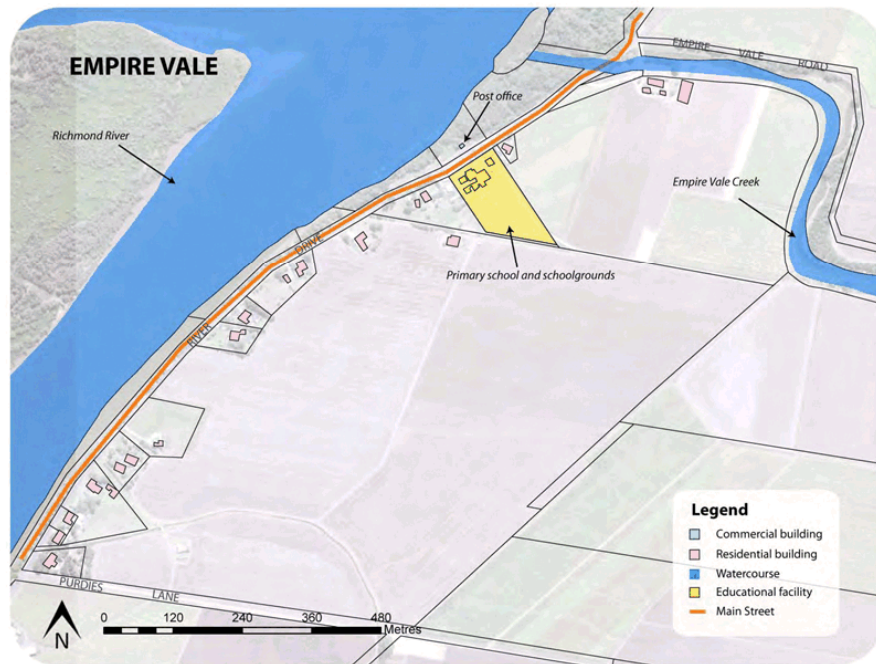 EMPIRE VALE
EMPIRE VALE ROAD
Post office
Richmond River
Empire Vale Creek
DRIVE
Primary school and schoolgrounds
RIVER
Legend
Commercial building
Residential building
Watercourse
Educational facility
Main Street
PURDIES LANE
0 120 240 360 480
Metres
N